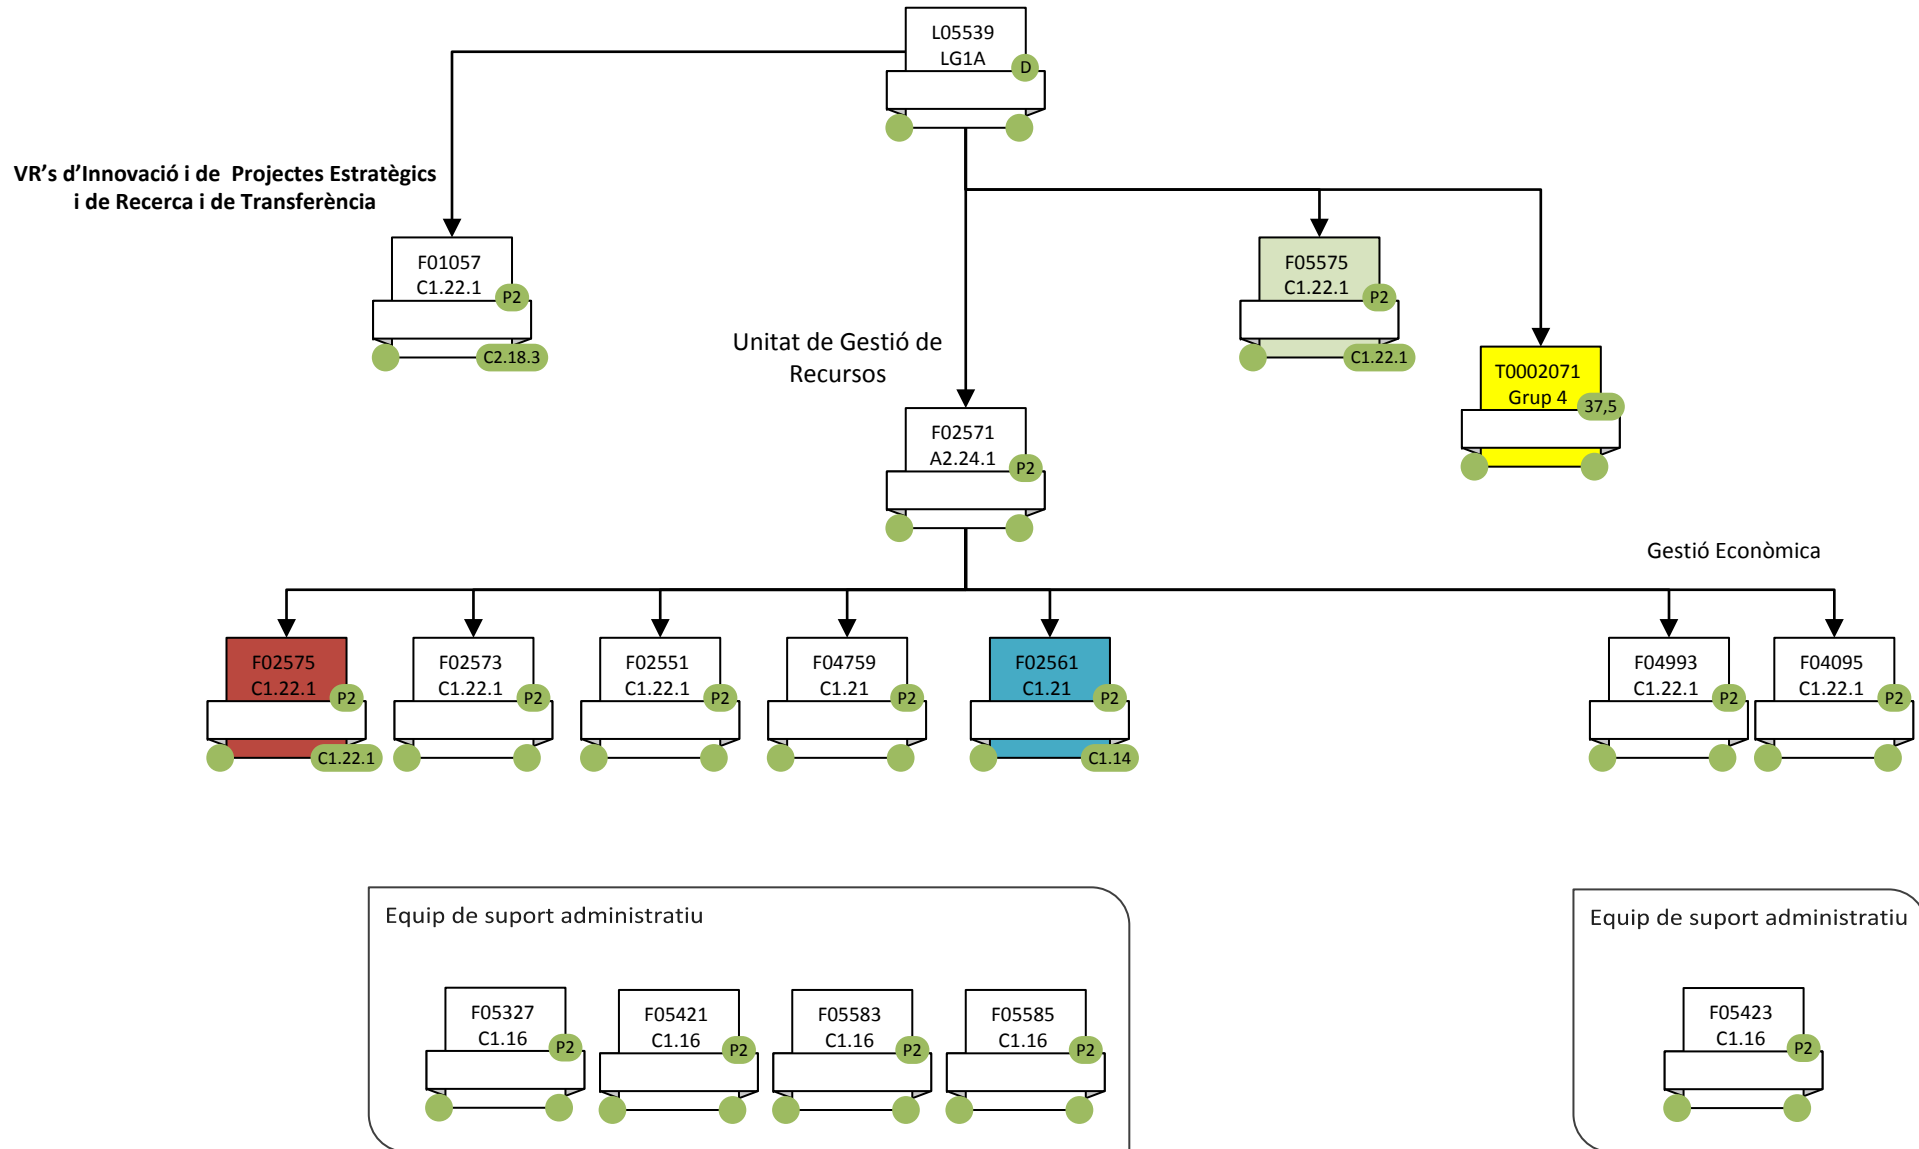 L05539
LG1A
D
VR's d'Innovació i de Projectes Estratègics
i de Recerca i de Transferència
F01057
C1.22.1
P2
C2.18.3
F05575
C1.22.1
P2
C1.22.1
Unitat de Gestió de
Recursos
T0002071
Grup 4
37,5
F02571
A2.24.1
P2
Gestió Econòmica
F02575
C1.22.1
P2
C1.22.1
F02573
C1.22.1
P2
F02551
C1.22.1
P2
F04759
C1.21
P2
F02561
C1.21
P2
C1.14
F04993
C1.22.1
P2
F04095
C1.22.1
P2
Equip de suport administratiu
F05327
C1.16
P2
F05421
C1.16
P2
F05583
C1.16
P2
F05585
C1.16
P2
Equip de suport administratiu
F05423
C1.16
P2